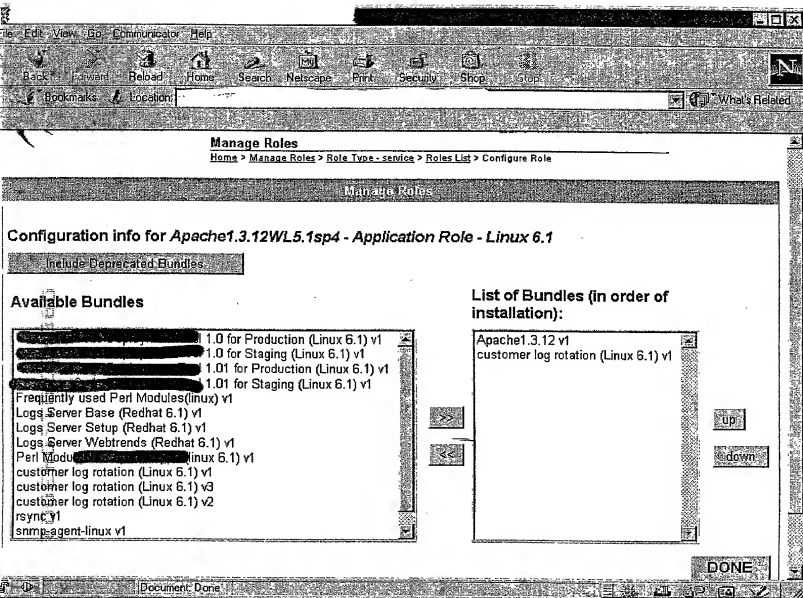 File Edit View Go Communicator Help
Back Forward Reload Home Search Netscape Print Security Shop Stop
Bookmarks Location: What's Related
Manage Roles
Home > Manage Roles > Role Type - service > Roles List > Configure Role
Manage Roles
Configuration info for Apache1.3.12WL5.1sp4 - Application Role - Linux 6.1
Include Deprecated Bundles
Available Bundles
1.0 for Production (Linux 6.1) v1
1.0 for Staging (Linux 6.1) v1
1.01 for Production (Linux 6.1) v1
1.01 for Staging (Linux 6.1) v1
Frequently used Perl Modules(linux) v1
Logs Server Base (Redhat 6.1) v1
Logs Server Setup (Redhat 6.1) v1
Logs Server Webtrends (Redhat 6.1) v1
Perl Modu linux 6.1) v1
customer log rotation (Linux 6.1) v1
customer log rotation (Linux 6.1) v3
customer log rotation (Linux 6.1) v2
rsync v1
snmp-agent-linux v1
>>
<<
List of Bundles (in order of
installation):
Apache1.3.12 v1
customer log rotation (Linux 6.1) v1
up
down
DONE
Document: Done